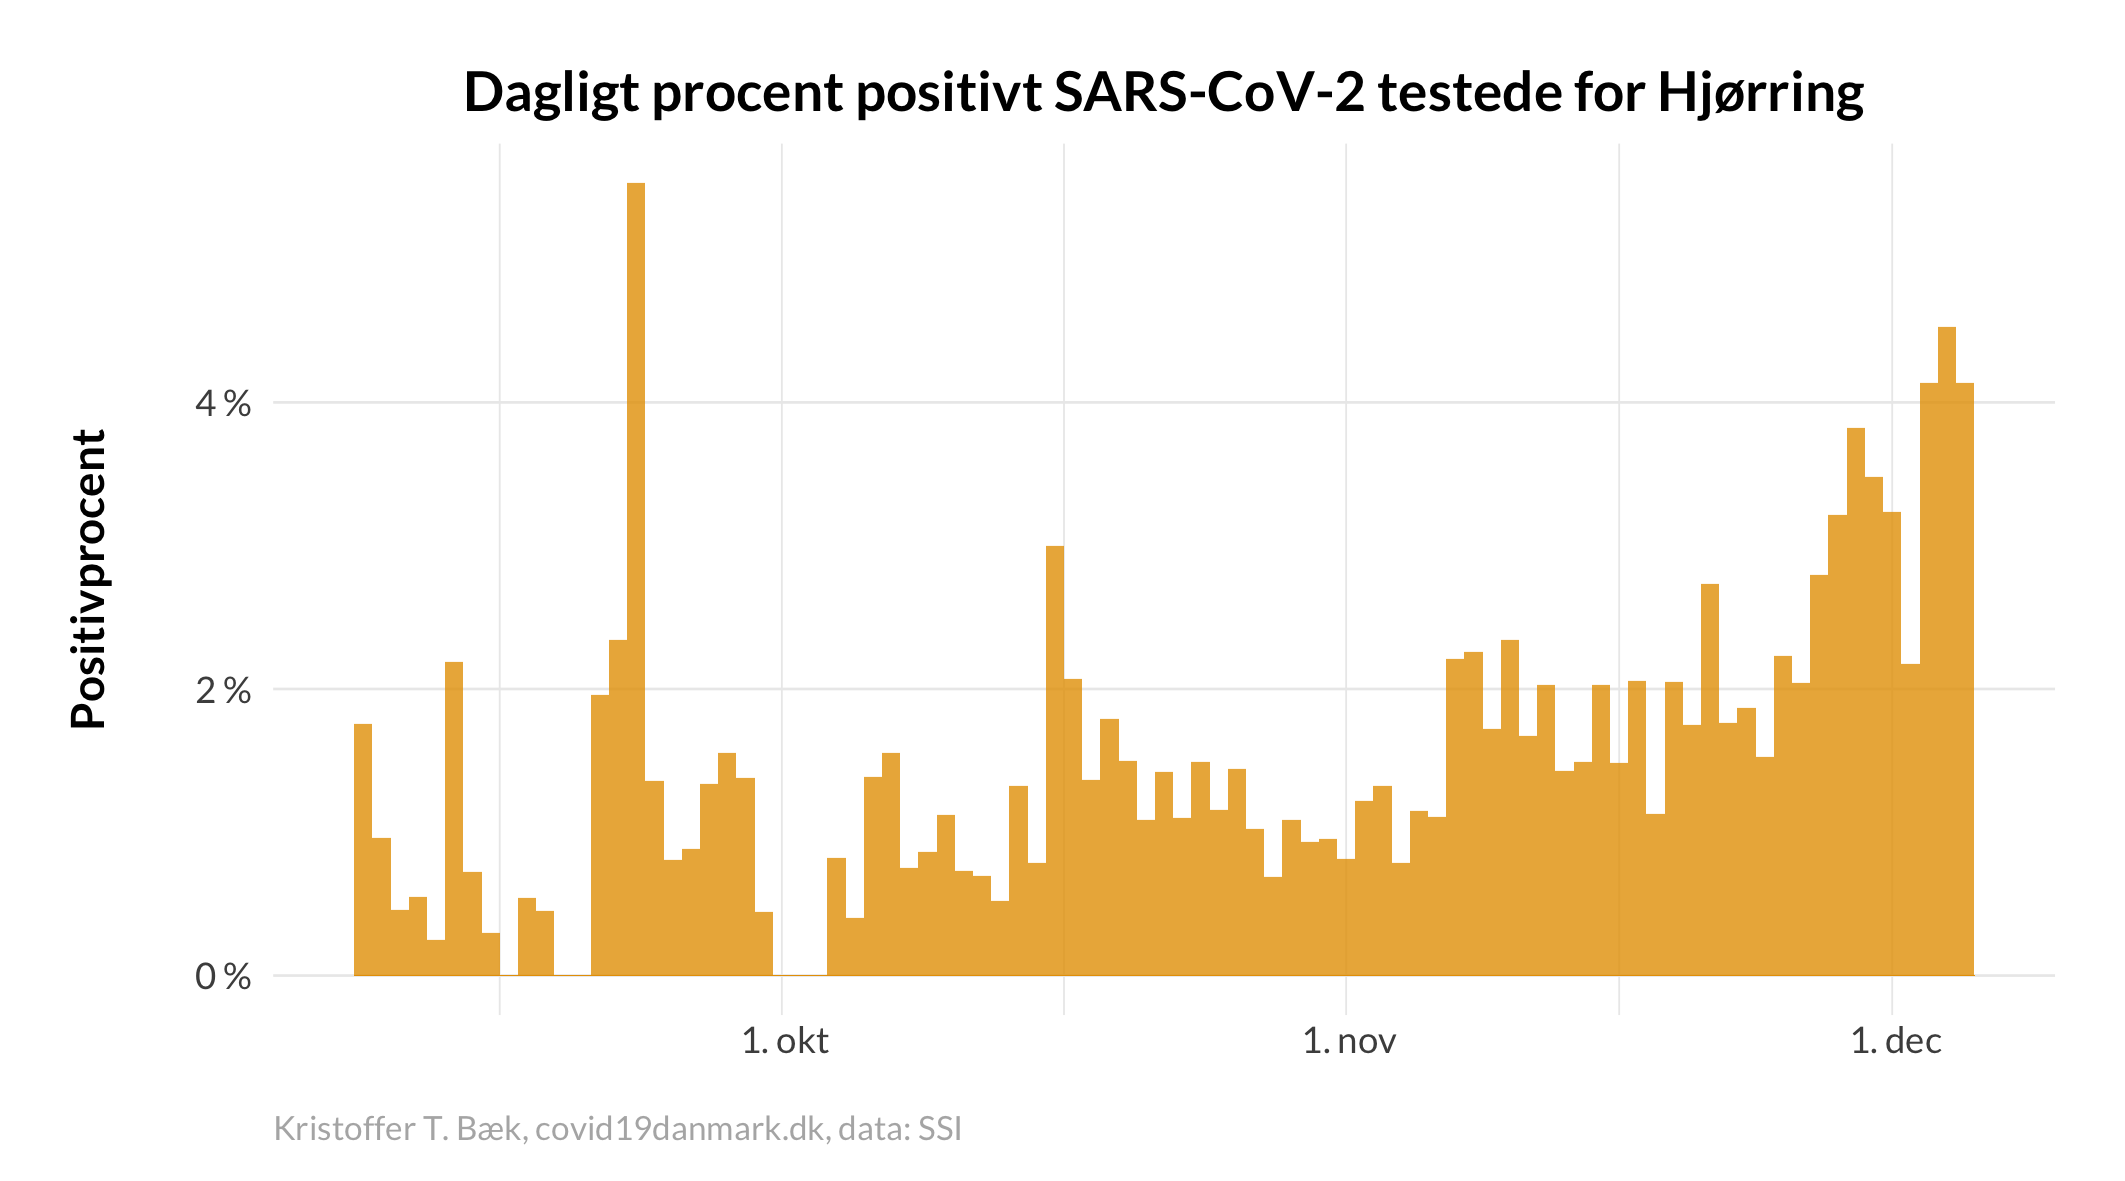 Dagligt procent positivt SARS-CoV-2 testede for Hjørring
Positivprocent
4 %
2 %
0 %
1. okt
1. nov
1. dec
Kristoffer T. Bæk, covid19danmark.dk, data: SSI